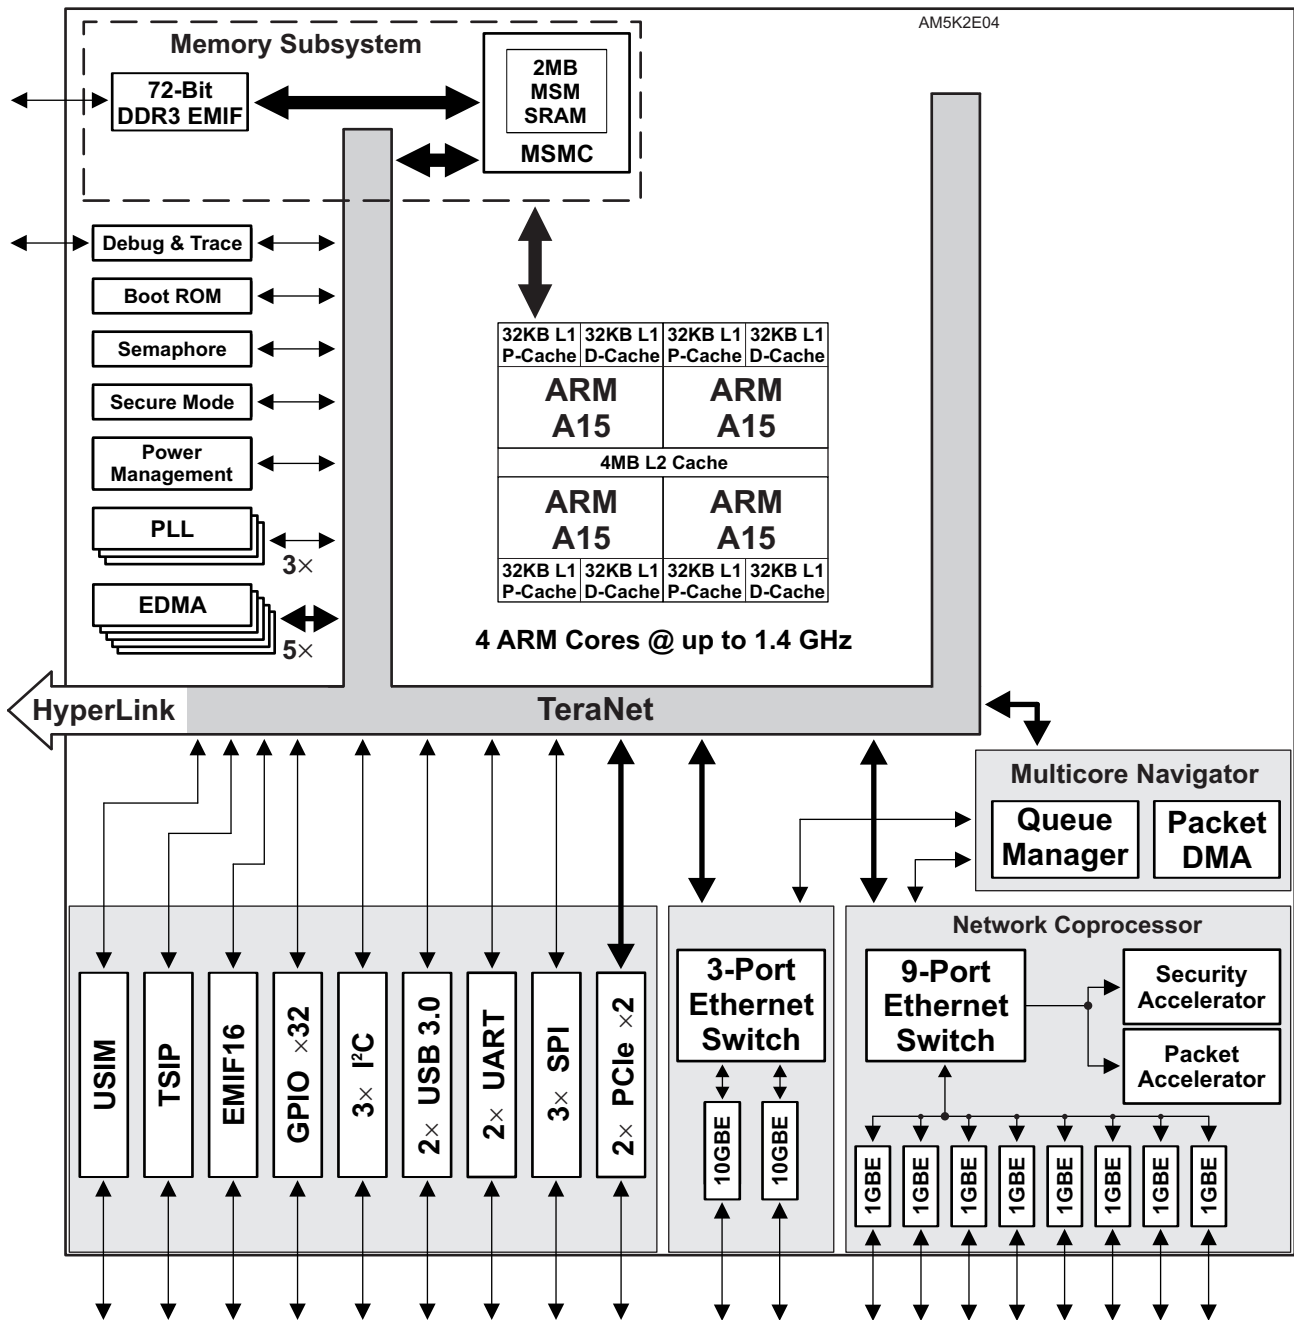 AM5K2E04
Memory Subsystem
72-Bit
DDR3 EMIF
2MB
MSM
SRAM
MSMC
Debug & Trace
Boot ROM
Semaphore
Secure Mode
Power
Management
PLL
3×
EDMA
5×
32KB L1 32KB L1 32KB L1 32KB L1
P-Cache D-Cache P-Cache D-Cache
ARM ARM
A15 A15
4MB L2 Cache
ARM ARM
A15 A15
32KB L1 32KB L1 32KB L1 32KB L1
P-Cache D-Cache P-Cache D-Cache
4 ARM Cores @ up to 1.4 GHz
HyperLink
TeraNet
Multicore Navigator
Queue
Manager
Packet
DMA
USIM
TSIP
EMIF16
GPIO ×32
3× I²C
2× USB 3.0
2× UART
3× SPI
2× PCIe ×2
3-Port
Ethernet
Switch
10GBE
10GBE
Network Coprocessor
9-Port
Ethernet
Switch
Security
Accelerator
Packet
Accelerator
1GBE
1GBE
1GBE
1GBE
1GBE
1GBE
1GBE
1GBE